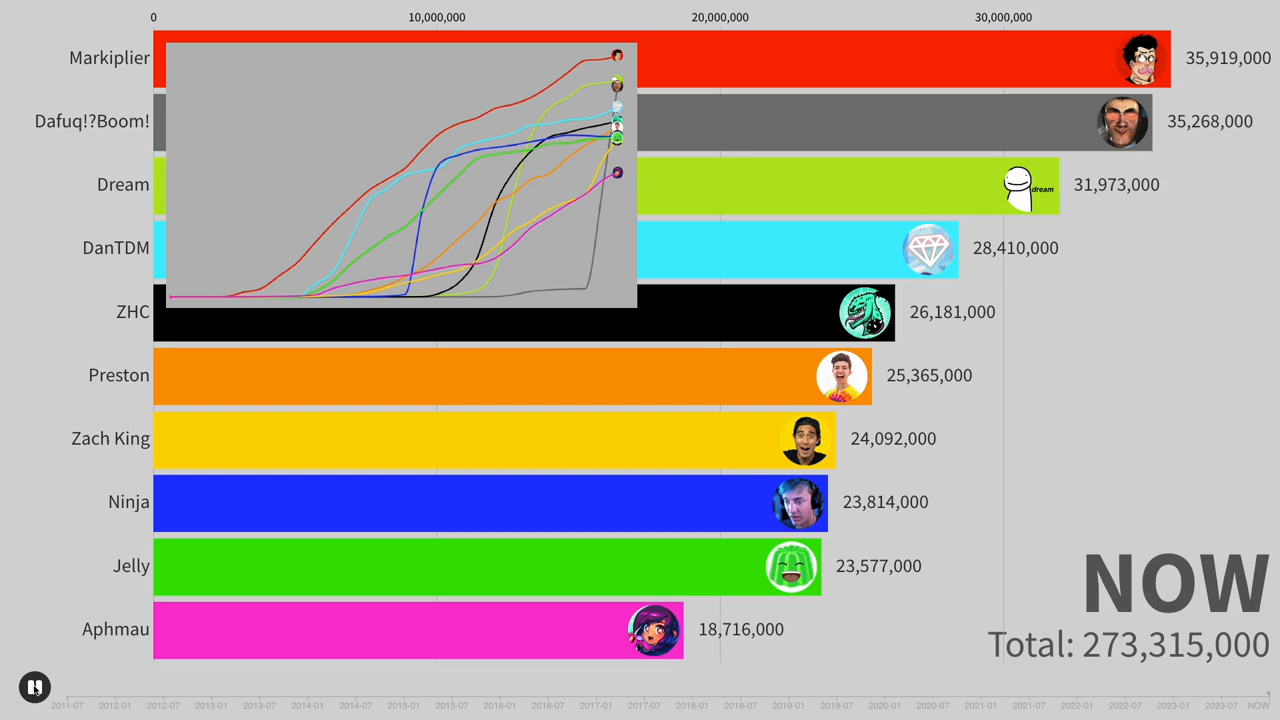 0 10,000,000 20,000,000 30,000,000
Markiplier 35,919,000
Dafuq!?Boom! 35,268,000
Dream dream 31,973,000
DanTDM 28,410,000
ZHC 26,181,000
Preston 25,365,000
Zach King 24,092,000
Ninja 23,814,000
Jelly 23,577,000
Aphmau 18,716,000
NOW
Total: 273,315,000
2011-07 2012-01 2012-07 2013-01 2013-07 2014-01 2014-07 2015-01 2015-07 2016-01 2016-07 2017-01 2017-07 2018-01 2018-07 2019-01 2019-07 2020-01 2020-07 2021-01 2021-07 2022-01 2022-07 2023-01 2023-07 NOW